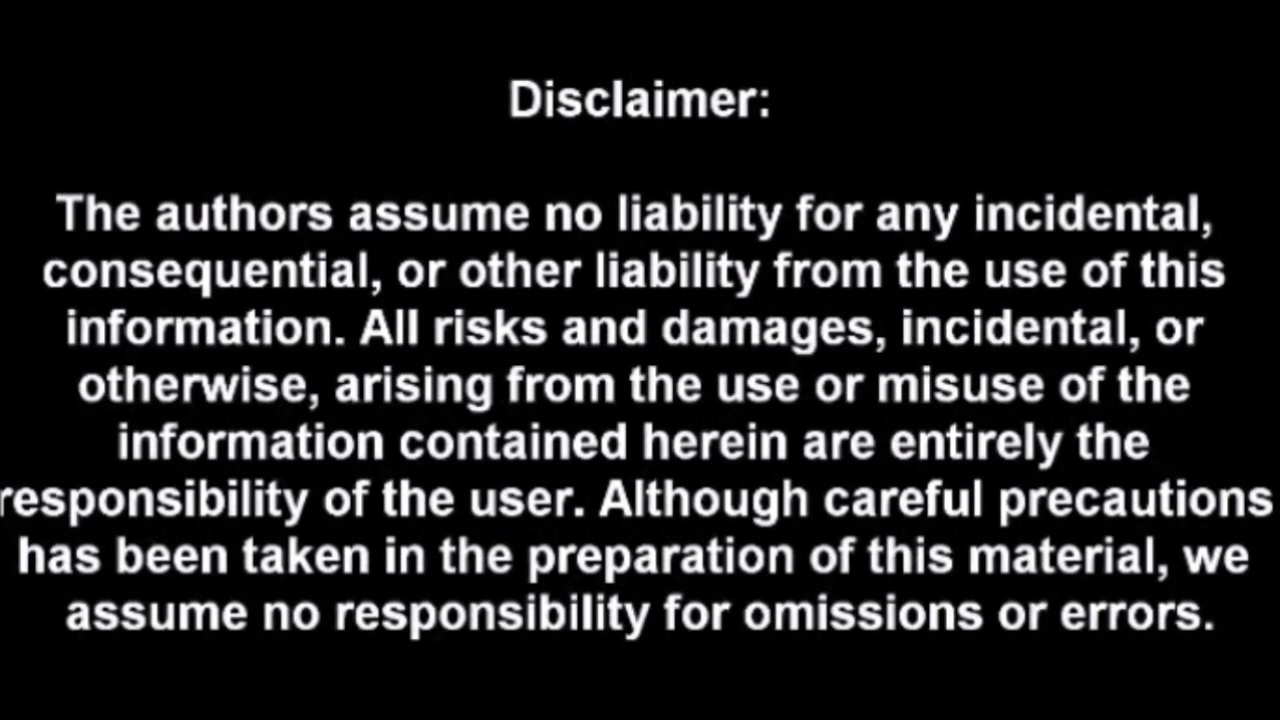 Disclaimer:
The authors assume no liability for any incidental,
consequential, or other liability from the use of this
information. All risks and damages, incidental, or
otherwise, arising from the use or misuse of the
information contained herein are entirely the
responsibility of the user. Although careful precautions
has been taken in the preparation of this material, we
assume no responsibility for omissions or errors.